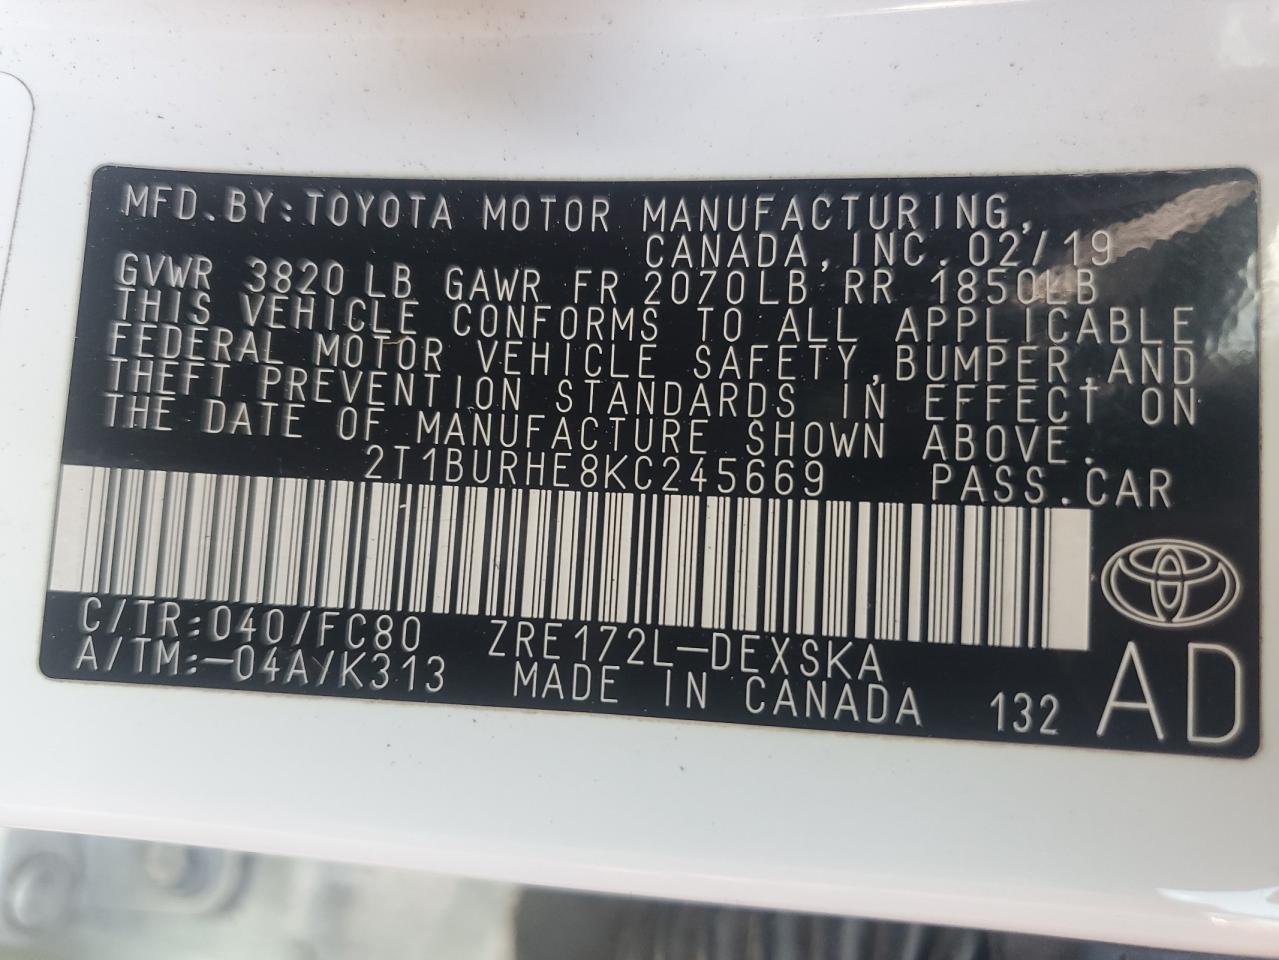 MFD.BY:TOYOTA MOTOR MANUFACTURING,
CANADA,INC.02/19
GVWR 3820LB GAWR FR 2070LB RR 1850LB
THIS VEHICLE CONFORMS TO ALL APPLICABLE
FEDERAL MOTOR VEHICLE SAFETY,BUMPER,AND
THEFT PREVENTION STANDARDS IN EFFECT ON
THE DATE OF MANUFACTURE SHOWN ABOVE.
2T1BURHE8KC245669 PASS.CAR
C/TR:040/FC80 ZRE172L-DEXSKA
A/TM:-04A/K313 MADE IN CANADA 132 AD